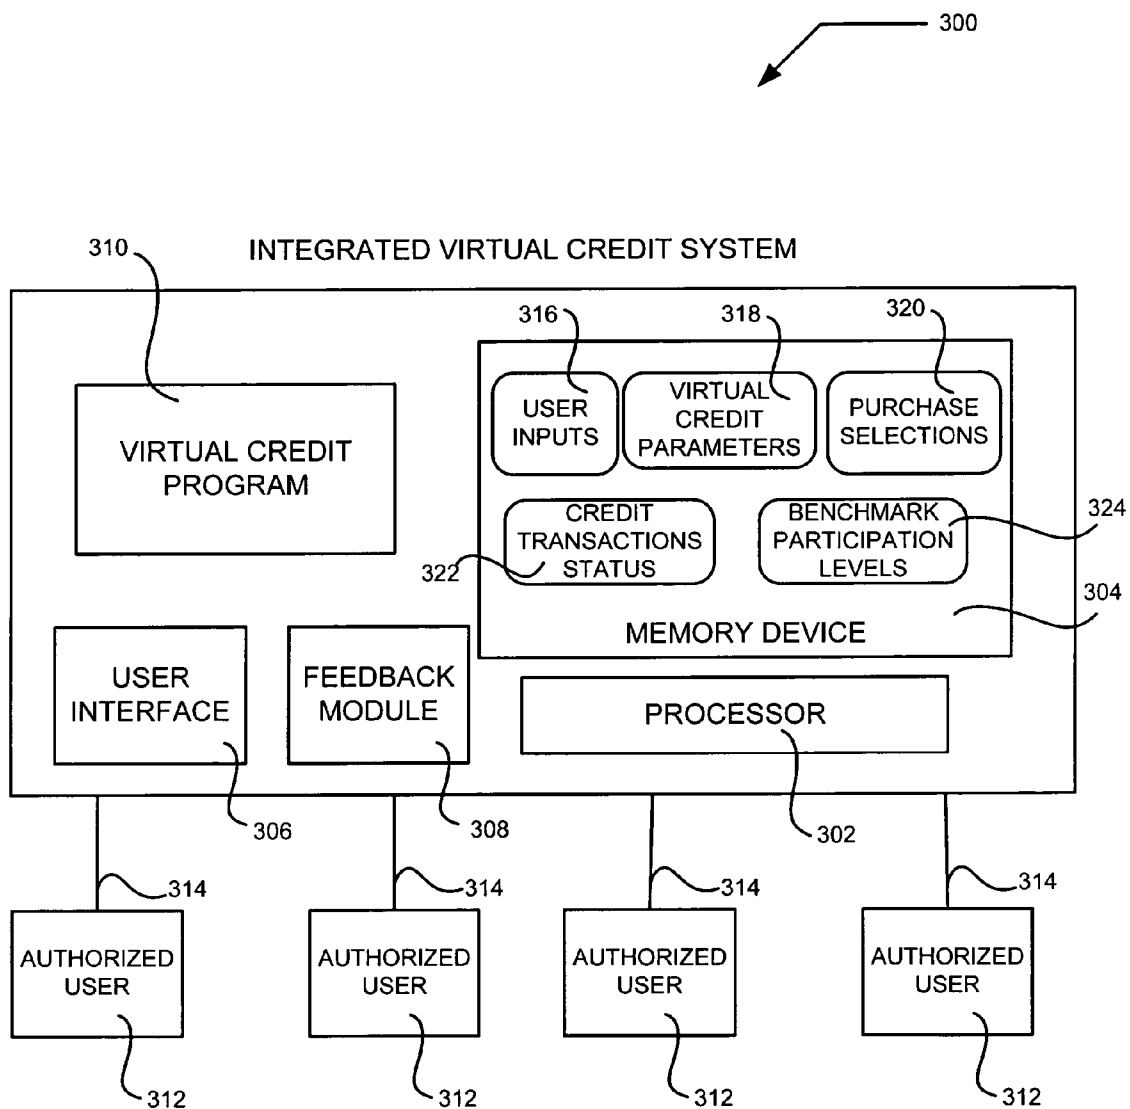 300
INTEGRATED VIRTUAL CREDIT SYSTEM
310
316
318
320
VIRTUAL CREDIT
PROGRAM
USER
INPUTS
VIRTUAL
CREDIT
PARAMETERS
PURCHASE
SELECTIONS
CREDIT
TRANSACTIONS
STATUS
322
BENCHMARK
PARTICIPATION
LEVELS
324
304
MEMORY DEVICE
USER
INTERFACE
FEEDBACK
MODULE
PROCESSOR
306
308
302
314
314
314
314
AUTHORIZED
USER
AUTHORIZED
USER
AUTHORIZED
USER
AUTHORIZED
USER
312
312
312
312